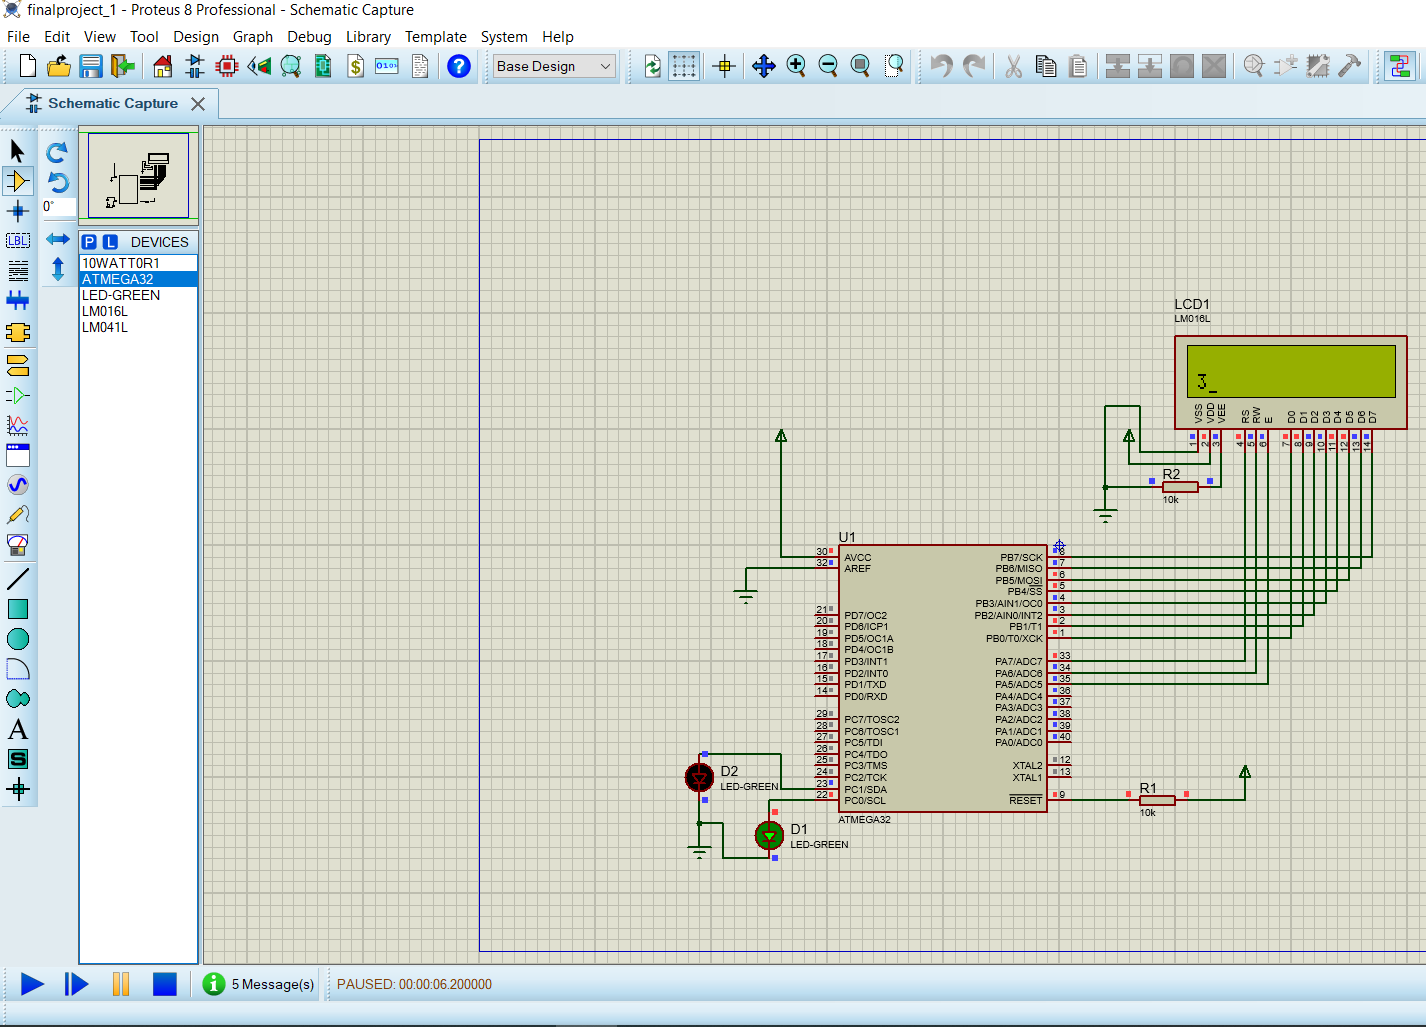 finalproject_1 - Proteus 8 Professional - Schematic Capture
File Edit View Tool Design Graph Debug Library Template System Help
$ 0101 ? Base Design
Schematic Capture
0°
LBL
P L DEVICES
10WATT0R1
ATMEGA32
LED-GREEN
LM016L
LM041L
A
S
LCD1
LM016L
3_
VSS VDD VEE RS RW E D0 D1 D2 D3 D4 D5 D6 D7
1 2 3 4 5 6 7 8 9 10 11 12 13 14
R2
10k
U1
30 AVCC PB7/SCK 8
32 AREF PB6/MISO 7
PB5/MOSI 6
PB4/SS 5
PB3/AIN1/OC0 4
21 PD7/OC2 PB2/AIN0/INT2 3
20 PD6/ICP1 PB1/T1 2
19 PD5/OC1A PB0/T0/XCK 1
18 PD4/OC1B
17 PD3/INT1 PA7/ADC7 33
16 PD2/INT0 PA6/ADC6 34
15 PD1/TXD PA5/ADC5 35
14 PD0/RXD PA4/ADC4 36
PA3/ADC3 37
29 PC7/TOSC2 PA2/ADC2 38
28 PC6/TOSC1 PA1/ADC1 39
27 PC5/TDI PA0/ADC0 40
26 PC4/TDO
25 PC3/TMS XTAL2 12
24 PC2/TCK XTAL1 13
23 PC1/SDA
22 PC0/SCL RESET 9
ATMEGA32
D2
LED-GREEN
D1
LED-GREEN
R1
10k
5 Message(s) PAUSED: 00:00:06.200000